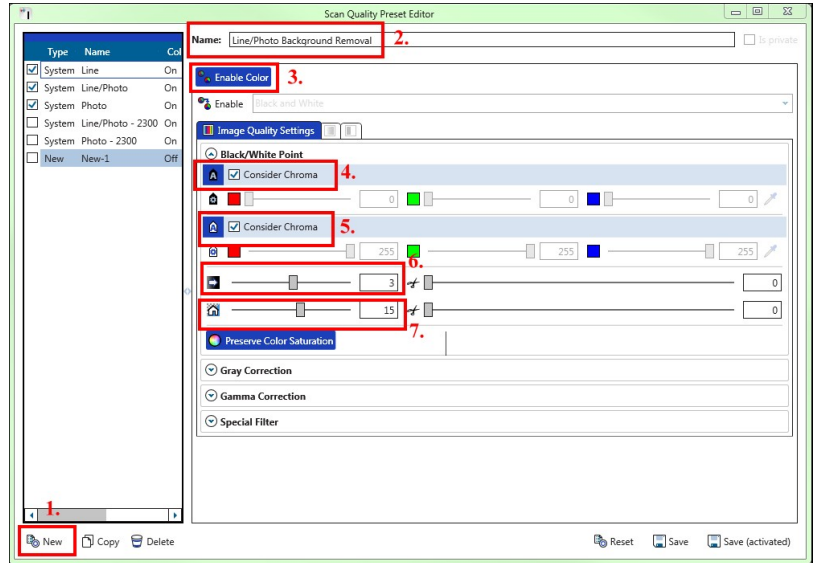 Scan Quality Preset Editor
Name: Line/Photo Background Removal 2. Is private
Type Name Col
System Line On
System Line/Photo On
System Photo On
System Line/Photo - 2300 On
System Photo - 2300 On
New New-1 Off
Enable Color 3.
Enable Black and White
Image Quality Settings
Black/White Point
A Consider Chroma 4.
0 0 0
Consider Chroma 5.
255 255 255
6.
3 0
15 0
7.
Preserve Color Saturation
Gray Correction
Gamma Correction
Special Filter
1.
New Copy Delete Reset Save Save (activated)